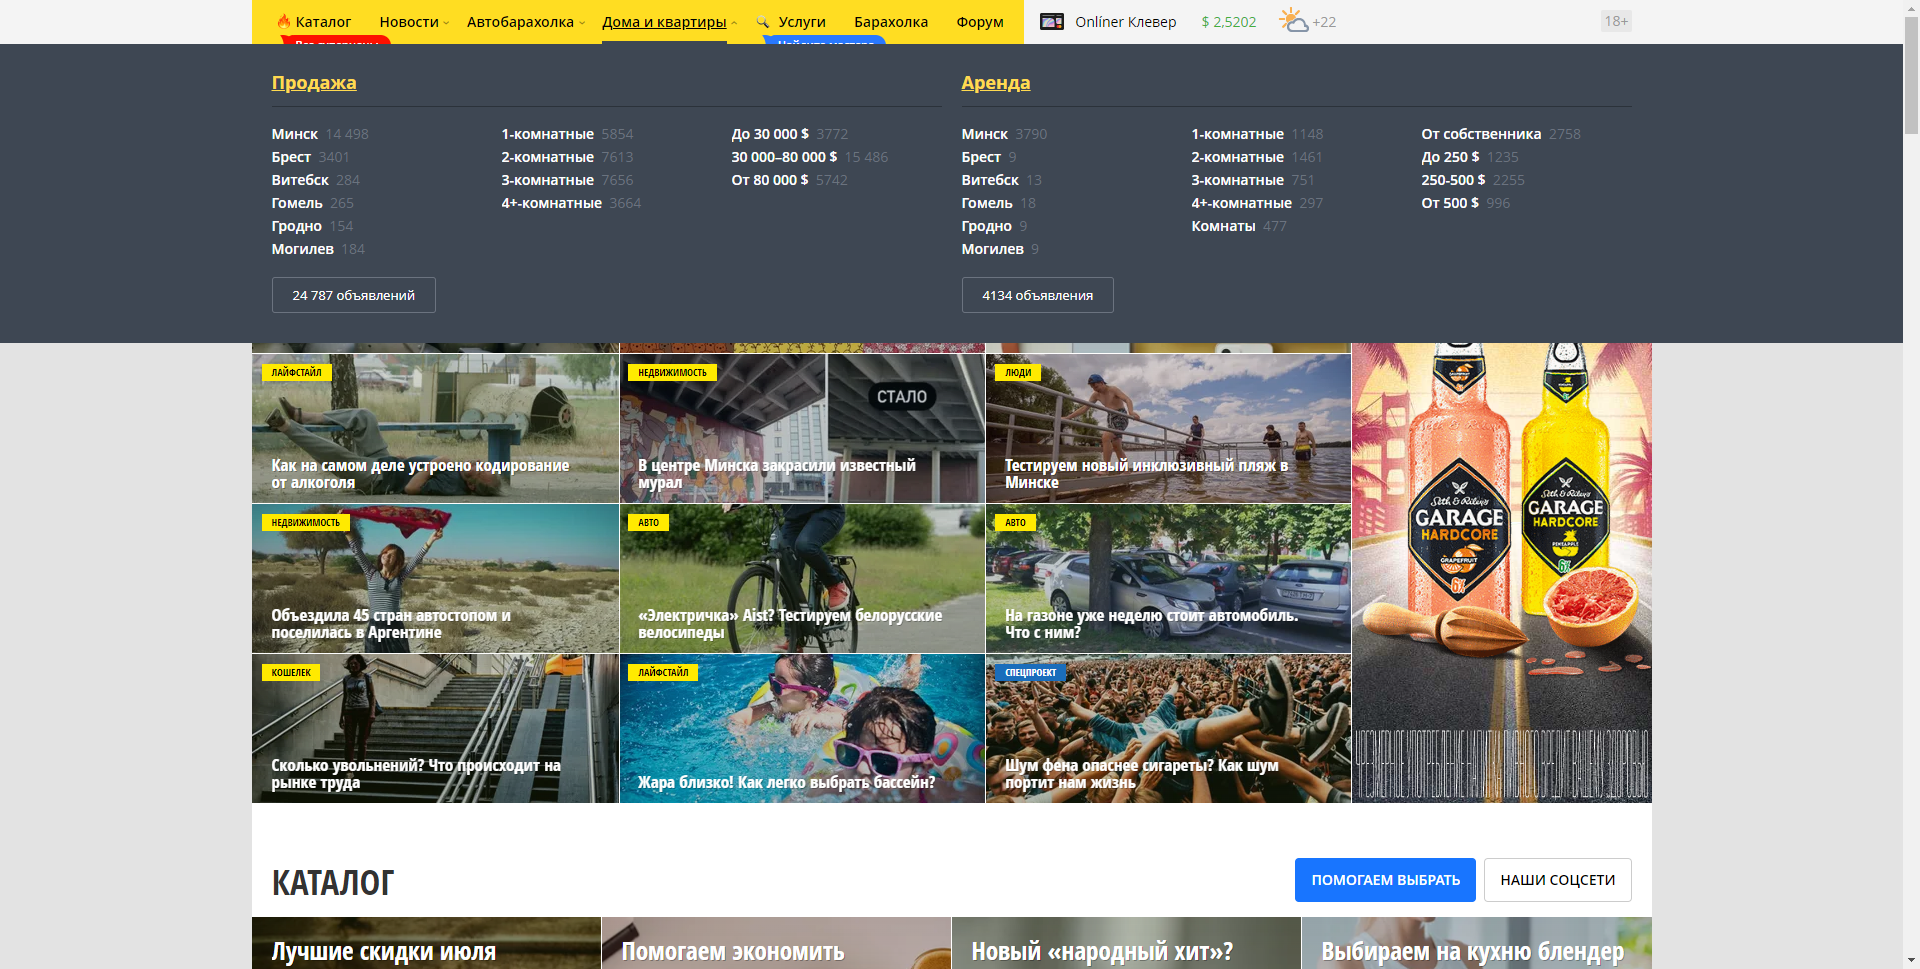 Каталог Новости Автобарахолка Дома и квартиры Услуги Барахолка Форум Onlíner Клевер $ 2,5202 +22 18+
Продажа
Минск 14 498
Брест 3401
Витебск 284
Гомель 265
Гродно 154
Могилев 184
1-комнатные 5854
2-комнатные 7613
3-комнатные 7656
4+-комнатные 3664
До 30 000 $ 3772
30 000–80 000 $ 15 486
От 80 000 $ 5742
24 787 объявлений
Аренда
Минск 3790
Брест 9
Витебск 13
Гомель 18
Гродно 9
Могилев 9
1-комнатные 1148
2-комнатные 1461
3-комнатные 751
4+-комнатные 297
Комнаты 477
От собственника 2758
До 250 $ 1235
250-500 $ 2255
От 500 $ 996
4134 объявления
ЛАЙФСТАЙЛ
Как на самом деле устроено кодирование
от алкоголя
НЕДВИЖИМОСТЬ
СТАЛО
В центре Минска закрасили известный
мурал
ЛЮДИ
Тестируем новый инклюзивный пляж в
Минске
НЕДВИЖИМОСТЬ
Объездила 45 стран автостопом и
поселилась в Аргентине
АВТО
«Электричка» Aist? Тестируем белорусские
велосипеды
АВТО
На газоне уже неделю стоит автомобиль.
Что с ним?
КОШЕЛЕК
Сколько увольнений? Что происходит на
рынке труда
ЛАЙФСТАЙЛ
Жара близко! Как легко выбрать бассейн?
СПЕЦПРОЕКТ
Шум фена опаснее сигареты? Как шум
портит нам жизнь
Seth & Riley's
GARAGE
HARDCORE
GRAPEFRUIT
6%
Seth & Riley's
GARAGE
HARDCORE
PINEAPPLE
6%
КАТАЛОГ
ПОМОГАЕМ ВЫБРАТЬ
НАШИ СОЦСЕТИ
Лучшие скидки июля
Помогаем экономить
Новый «народный хит»?
Выбираем на кухню блендер